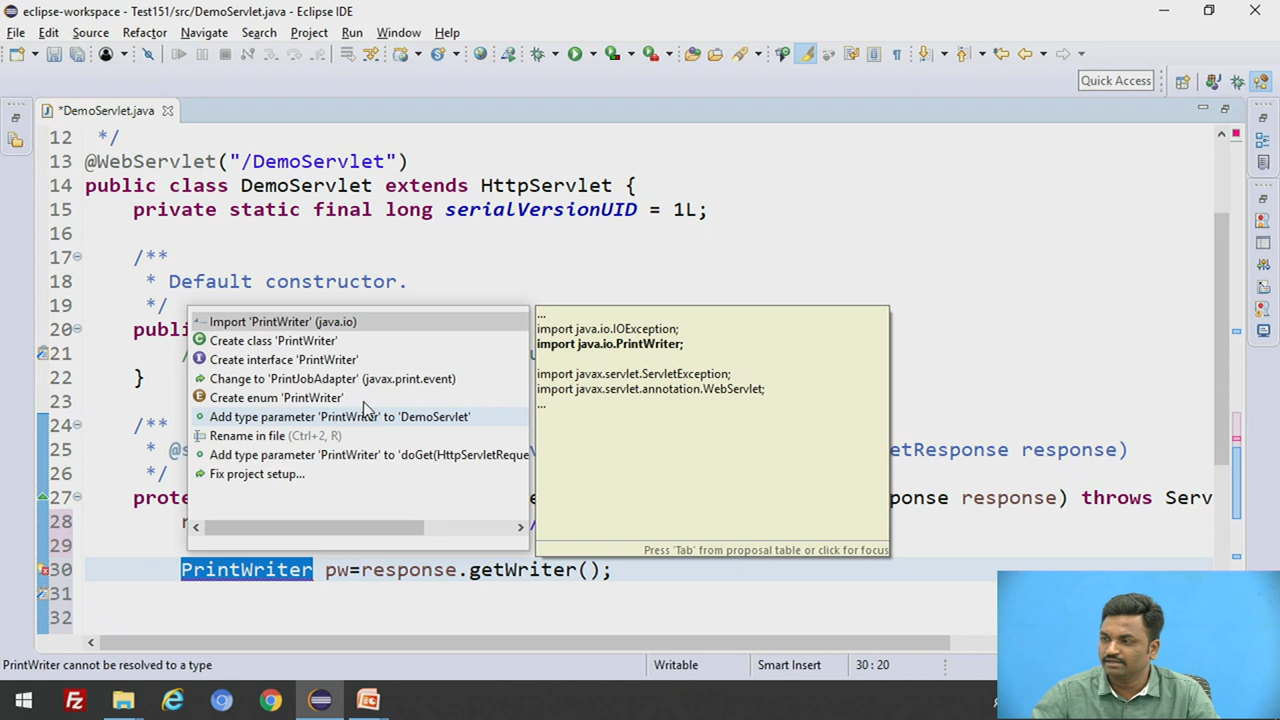 eclipse-workspace - Test151/src/DemoServlet.java - Eclipse IDE
File Edit Source Refactor Navigate Search Project Run Window Help
Quick Access
*DemoServlet.java
12 */
13 @WebServlet("/DemoServlet")
14 public class DemoServlet extends HttpServlet {
15 private static final long serialVersionUID = 1L;
16
17 /**
18 * Default constructor.
19 */
20 publ
21 /
22 }
23
24 /**
25 * @s etResponse response)
26 */
27 prote ponse response) throws Serv
28 r
29
30 PrintWriter pw=response.getWriter();
31
32
Import 'PrintWriter' (java.io)
Create class 'PrintWriter'
Create interface 'PrintWriter'
Change to 'PrintJobAdapter' (javax.print.event)
Create enum 'PrintWriter'
Add type parameter 'PrintWriter' to 'DemoServlet'
Rename in file (Ctrl+2, R)
Add type parameter 'PrintWriter' to 'doGet(HttpServletReque
Fix project setup...
...
import java.io.IOException;
import java.io.PrintWriter;
import javax.servlet.ServletException;
import javax.servlet.annotation.WebServlet;
...
Press 'Tab' from proposal table or click for focus
PrintWriter cannot be resolved to a type
Writable
Smart Insert
30 : 20